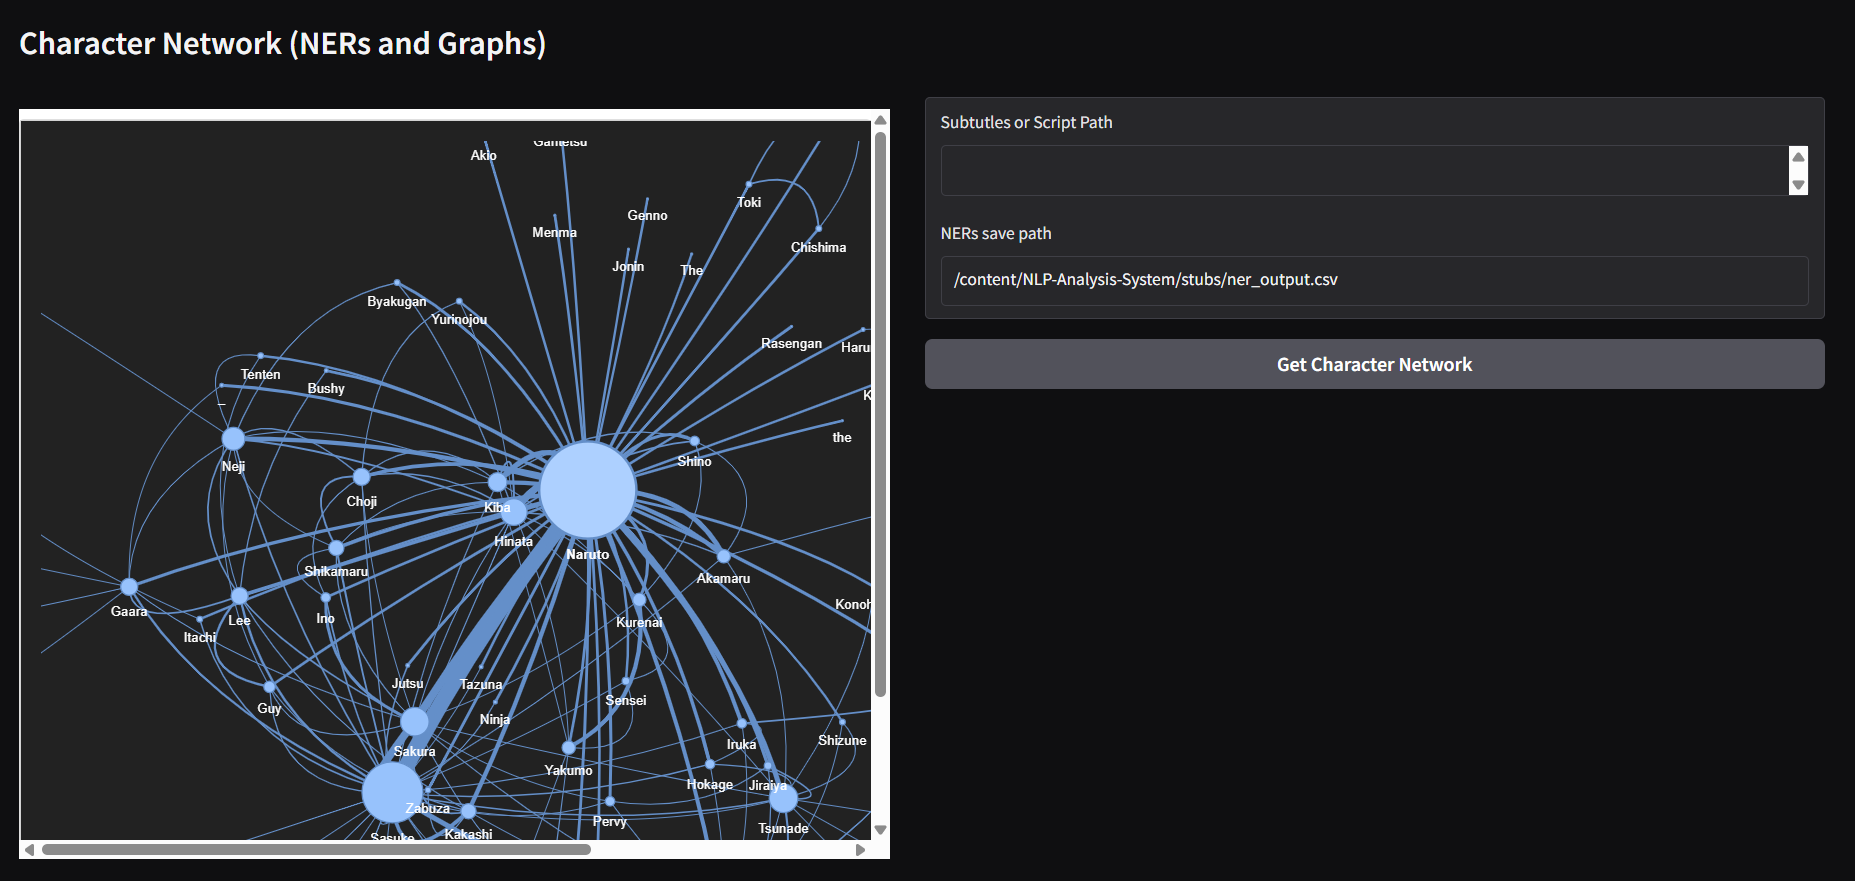 Character Network (NERs and Graphs)
Subtutles or Script Path
NERs save path
/content/NLP-Analysis-System/stubs/ner_output.csv
Get Character Network
Akio
Gametsu
Toki
Genno
Menma
Chishima
Jonin
The
Byakugan
Yurinojou
Rasengan
Haru
Tenten
Bushy
K
_
the
Shino
Neji
Choji
Kiba
Hinata
Naruto
Shikamaru
Akamaru
Konoh
Gaara
Lee
Ino
Kurenai
Itachi
Jutsu
Tazuna
Sensei
Guy
Ninja
Sakura
Iruka
Shizune
Yakumo
Hokage
Jiraiya
Zabuza
Pervy
Tsunade
Sasuke
Kakashi